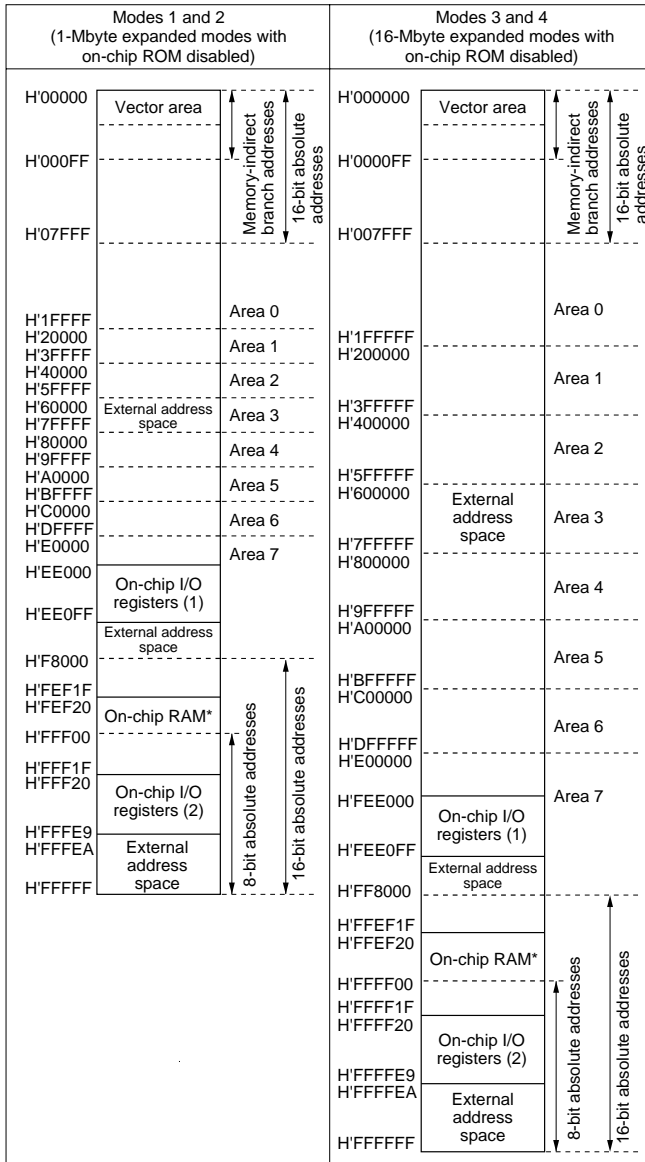 Modes 1 and 2
(1-Mbyte expanded modes with
on-chip ROM disabled)
H'00000
Vector area
H'000FF
H'07FFF
Memory-indirect
branch addresses
16-bit absolute
addresses
H'1FFFF
Area 0
H'20000
H'3FFFF
Area 1
H'40000
H'5FFFF
Area 2
H'60000
H'7FFFF
External address
space
Area 3
H'80000
H'9FFFF
Area 4
H'A0000
H'BFFFF
Area 5
H'C0000
H'DFFFF
Area 6
H'E0000
Area 7
H'EE000
On-chip I/O
registers (1)
H'EE0FF
External address
space
H'F8000
H'FEF1F
H'FEF20
On-chip RAM*
H'FFF00
H'FFF1F
H'FFF20
On-chip I/O
registers (2)
H'FFFE9
H'FFFEA
External
address
space
H'FFFFF
8-bit absolute addresses
16-bit absolute addresses
Modes 3 and 4
(16-Mbyte expanded modes with
on-chip ROM disabled)
H'000000
Vector area
H'0000FF
H'007FFF
Memory-indirect
branch addresses
16-bit absolute
addresses
Area 0
H'1FFFFF
H'200000
Area 1
H'3FFFFF
H'400000
Area 2
H'5FFFFF
H'600000
External
address
space
Area 3
H'7FFFFF
H'800000
Area 4
H'9FFFFF
H'A00000
Area 5
H'BFFFFF
H'C00000
Area 6
H'DFFFFF
H'E00000
Area 7
H'FEE000
On-chip I/O
registers (1)
H'FEE0FF
External address
space
H'FF8000
H'FFEF1F
H'FFEF20
On-chip RAM*
H'FFFF00
H'FFFF1F
H'FFFF20
On-chip I/O
registers (2)
H'FFFFE9
H'FFFFEA
External
address
space
H'FFFFFF
8-bit absolute addresses
16-bit absolute addresses